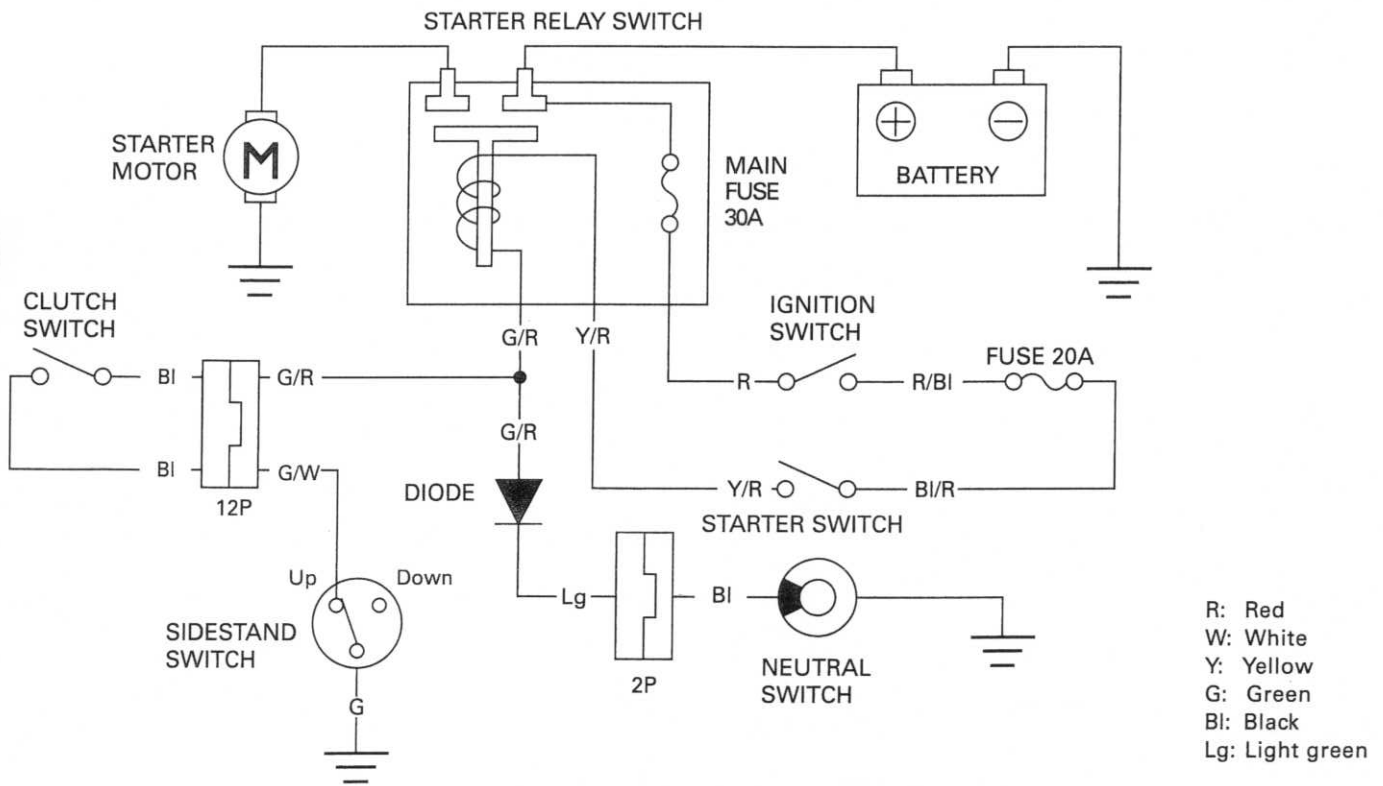 STARTER RELAY SWITCH
STARTER
MOTOR
M
MAIN
FUSE
30A
+
−
BATTERY
CLUTCH
SWITCH
G/R
Y/R
IGNITION
SWITCH
FUSE 20A
Bl
G/R
R
R/Bl
G/R
Bl
G/W
12P
DIODE
Y/R
Bl/R
STARTER SWITCH
Up
Down
Lg
Bl
SIDESTAND
SWITCH
2P
NEUTRAL
SWITCH
G
R: Red
W: White
Y: Yellow
G: Green
Bl: Black
Lg: Light green